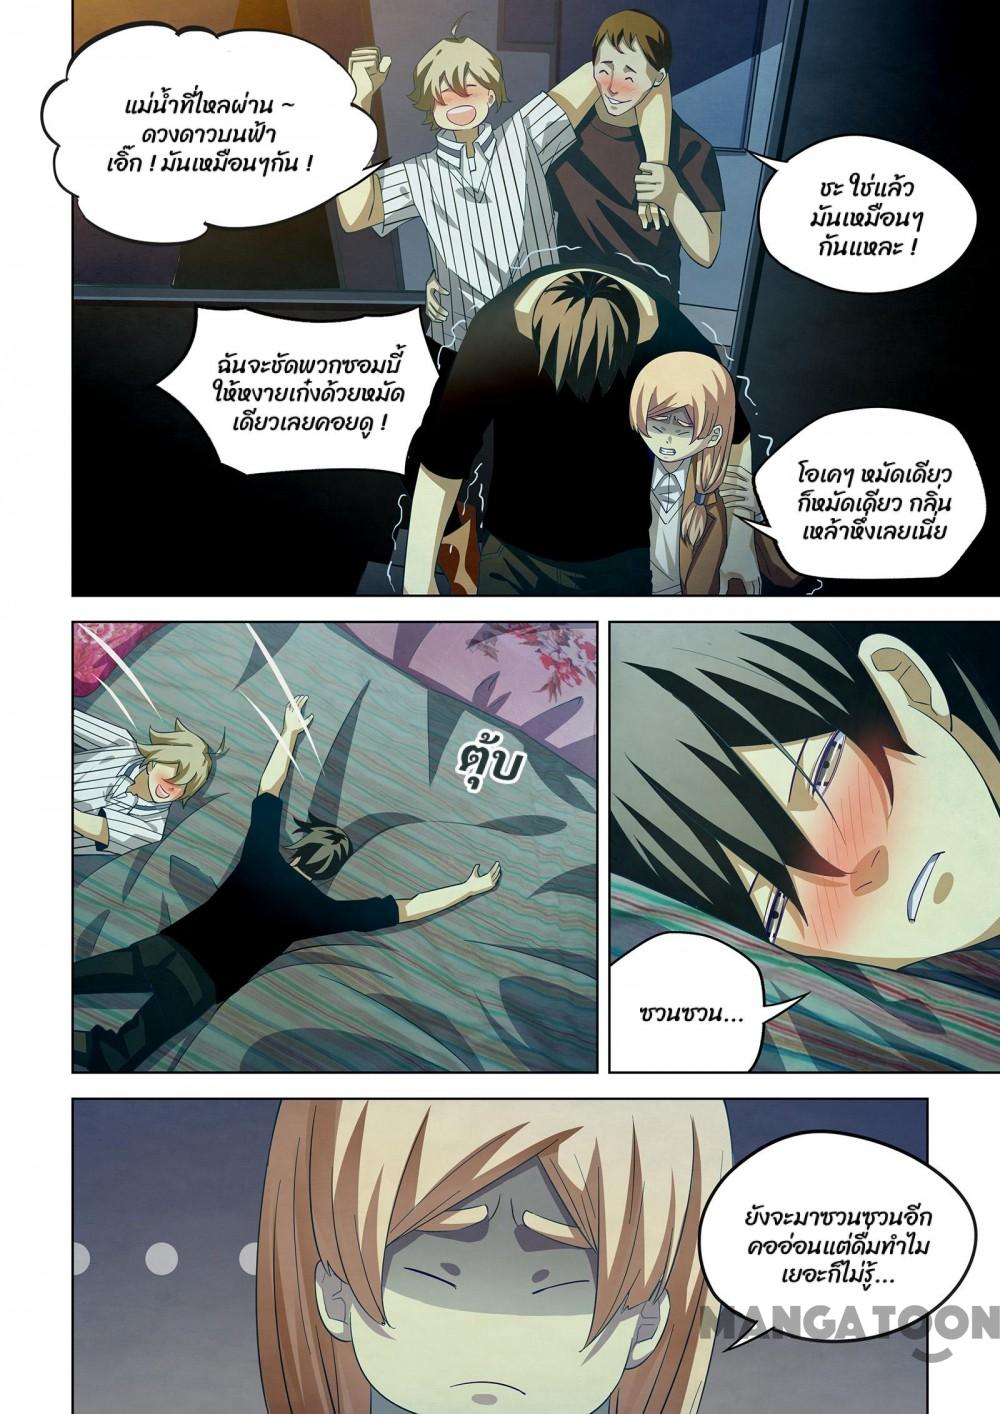 แม่น้ำที่ไหลผ่าน ~
ดวงดาวบนฟ้า
เอิ๊ก ! มันเหมือนๆกัน !
ชะ ใช่แล้ว
มันเหมือนๆ
กันแหละ !
ฉันจะซัดพวกซอมบี้
ให้หงายเก๋งด้วยหมัด
เดียวเลยคอยดู !
โอเคๆ หมัดเดียว
ก็หมัดเดียว กลิ่น
เหล้าหึ่งเลยเนี่ย
ตุ้บ
ซวนซวน...
ยังจะมาซวนซวนอีก
คออ่อนแต่ดื่มทำไม
เยอะก็ไม่รู้...
MANGATOON